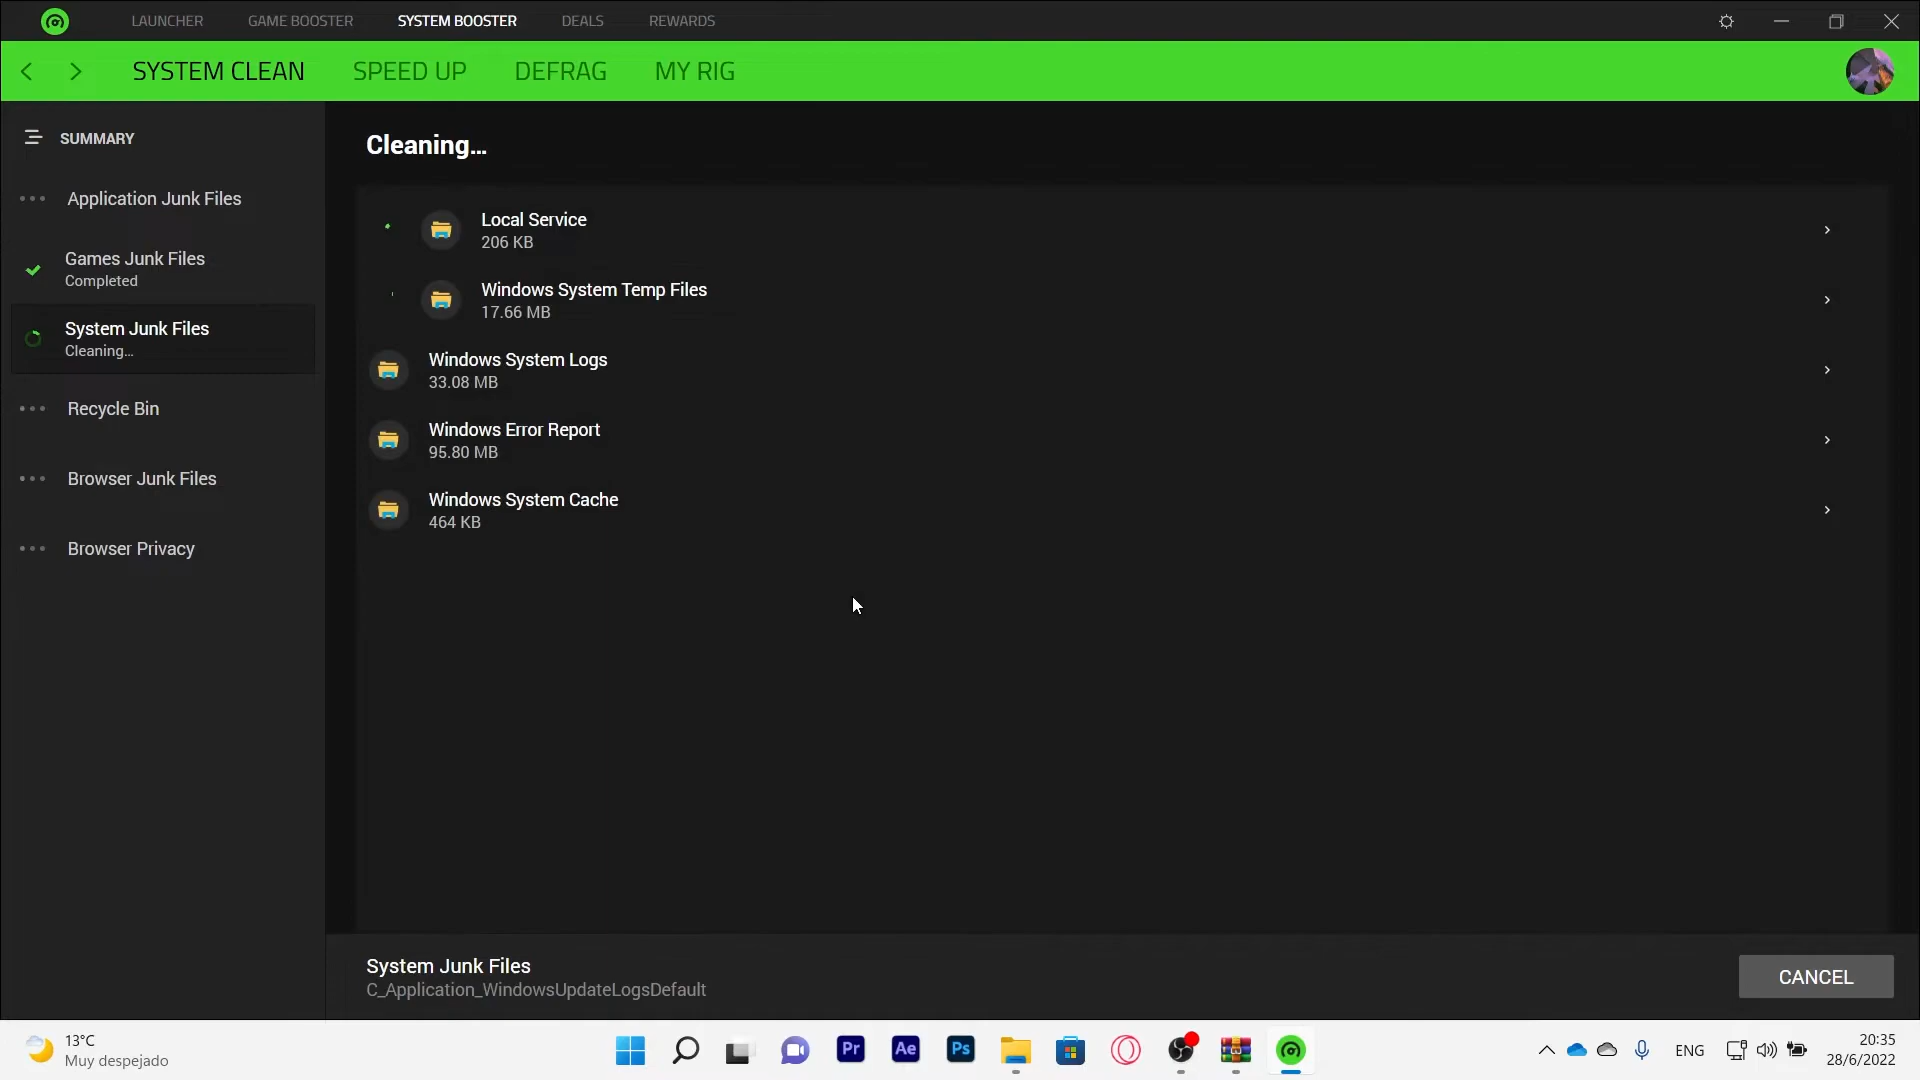 LAUNCHER GAME BOOSTER SYSTEM BOOSTER DEALS REWARDS
SYSTEM CLEAN SPEED UP DEFRAG MY RIG
SUMMARY
Application Junk Files
Games Junk Files
Completed
System Junk Files
Cleaning...
Recycle Bin
Browser Junk Files
Browser Privacy
Cleaning...
Local Service
206 KB
Windows System Temp Files
17.66 MB
Windows System Logs
33.08 MB
Windows Error Report
95.80 MB
Windows System Cache
464 KB
System Junk Files
C_Application_WindowsUpdateLogsDefault
CANCEL
13°C
Muy despejado
Pr Ae Ps
ENG
20:35
28/6/2022